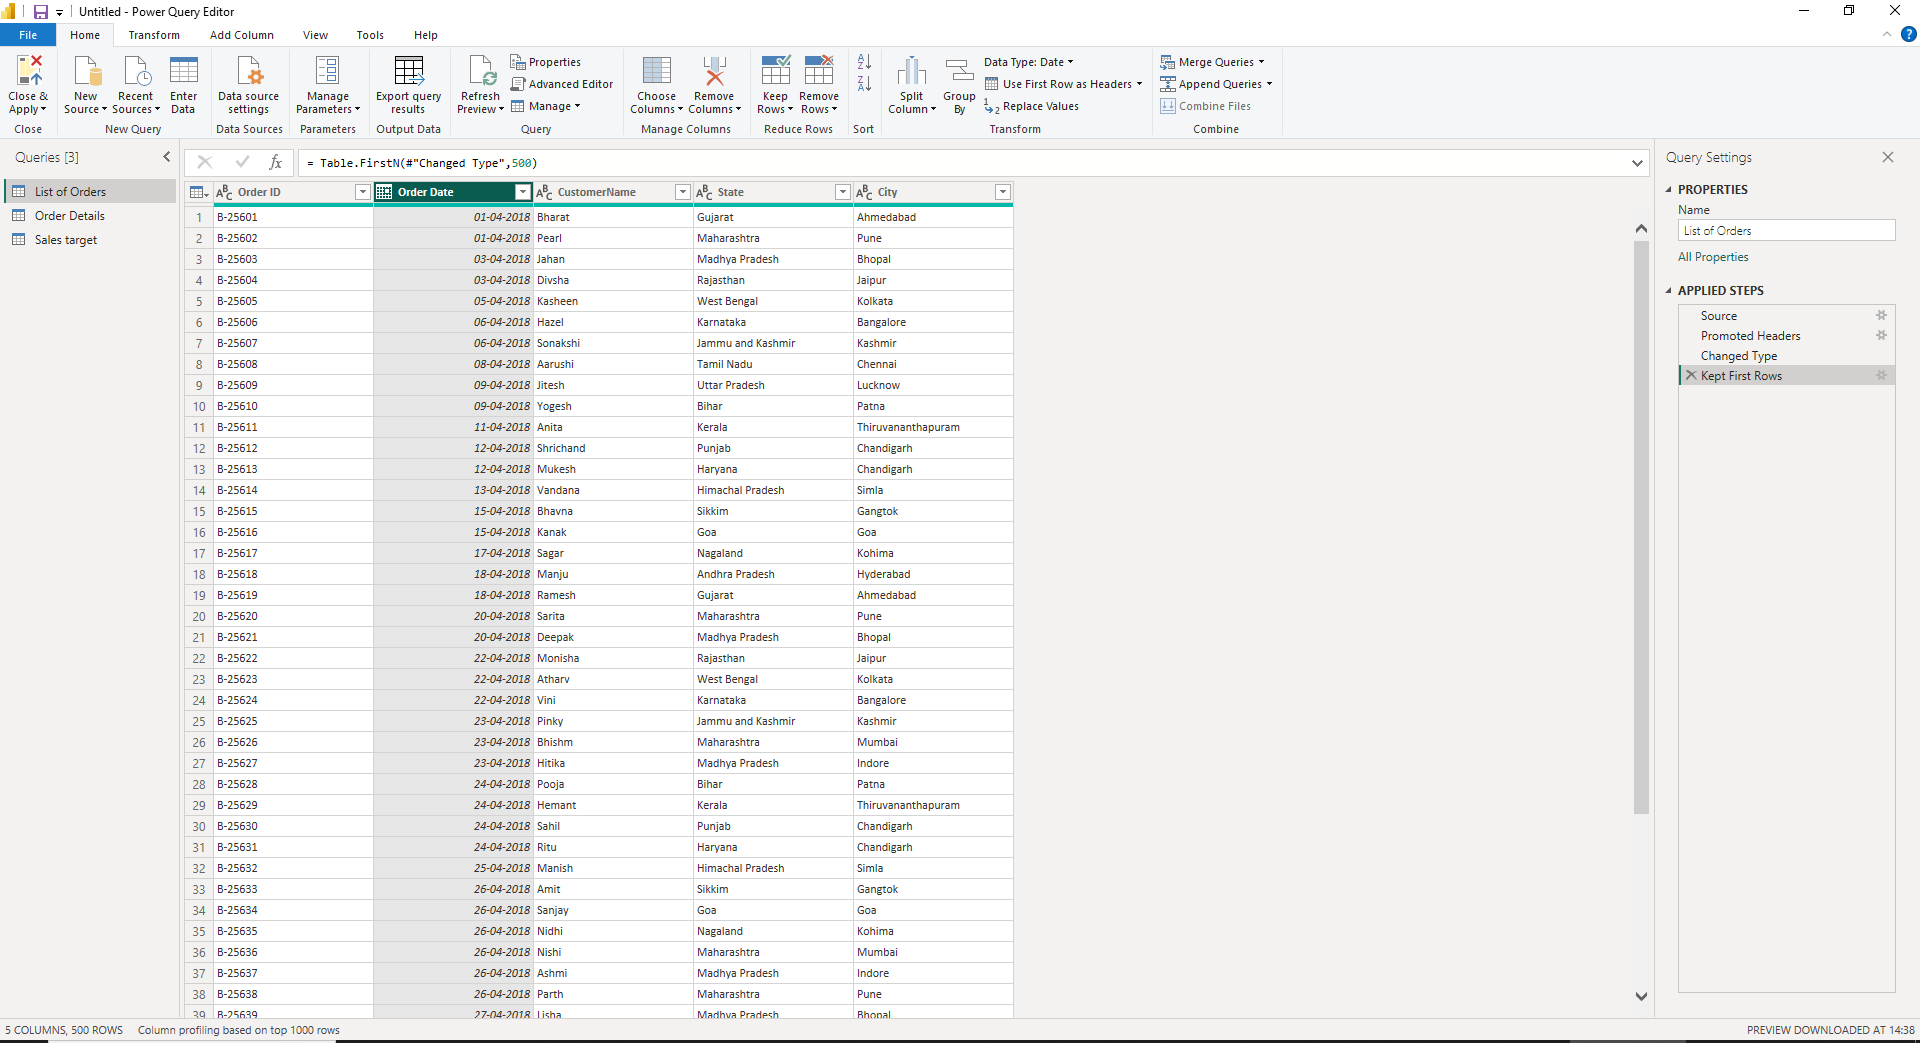 Untitled - Power Query Editor
File Home Transform Add Column View Tools Help
Close & Apply
Close
New Source
Recent Sources
Enter Data
New Query
Data source settings
Data Sources
Manage Parameters
Parameters
Export query results
Output Data
Refresh Preview
Properties
Advanced Editor
Manage
Query
Choose Columns
Remove Columns
Manage Columns
Keep Rows
Remove Rows
Reduce Rows
Sort
Split Column
Group By
Data Type: Date
Use First Row as Headers
Replace Values
Transform
Merge Queries
Append Queries
Combine Files
Combine
Queries [3]
List of Orders
Order Details
Sales target
fx = Table.FirstN(#"Changed Type",500)
Order ID Order Date CustomerName State City
1 B-25601 01-04-2018 Bharat Gujarat Ahmedabad
2 B-25602 01-04-2018 Pearl Maharashtra Pune
3 B-25603 03-04-2018 Jahan Madhya Pradesh Bhopal
4 B-25604 03-04-2018 Divsha Rajasthan Jaipur
5 B-25605 05-04-2018 Kasheen West Bengal Kolkata
6 B-25606 06-04-2018 Hazel Karnataka Bangalore
7 B-25607 06-04-2018 Sonakshi Jammu and Kashmir Kashmir
8 B-25608 08-04-2018 Aarushi Tamil Nadu Chennai
9 B-25609 09-04-2018 Jitesh Uttar Pradesh Lucknow
10 B-25610 09-04-2018 Yogesh Bihar Patna
11 B-25611 11-04-2018 Anita Kerala Thiruvananthapuram
12 B-25612 12-04-2018 Shrichand Punjab Chandigarh
13 B-25613 12-04-2018 Mukesh Haryana Chandigarh
14 B-25614 13-04-2018 Vandana Himachal Pradesh Simla
15 B-25615 15-04-2018 Bhavna Sikkim Gangtok
16 B-25616 15-04-2018 Kanak Goa Goa
17 B-25617 17-04-2018 Sagar Nagaland Kohima
18 B-25618 18-04-2018 Manju Andhra Pradesh Hyderabad
19 B-25619 18-04-2018 Ramesh Gujarat Ahmedabad
20 B-25620 20-04-2018 Sarita Maharashtra Pune
21 B-25621 20-04-2018 Deepak Madhya Pradesh Bhopal
22 B-25622 22-04-2018 Monisha Rajasthan Jaipur
23 B-25623 22-04-2018 Atharv West Bengal Kolkata
24 B-25624 22-04-2018 Vini Karnataka Bangalore
25 B-25625 23-04-2018 Pinky Jammu and Kashmir Kashmir
26 B-25626 23-04-2018 Bhishm Maharashtra Mumbai
27 B-25627 23-04-2018 Hitika Madhya Pradesh Indore
28 B-25628 24-04-2018 Pooja Bihar Patna
29 B-25629 24-04-2018 Hemant Kerala Thiruvananthapuram
30 B-25630 24-04-2018 Sahil Punjab Chandigarh
31 B-25631 24-04-2018 Ritu Haryana Chandigarh
32 B-25632 25-04-2018 Manish Himachal Pradesh Simla
33 B-25633 26-04-2018 Amit Sikkim Gangtok
34 B-25634 26-04-2018 Sanjay Goa Goa
35 B-25635 26-04-2018 Nidhi Nagaland Kohima
36 B-25636 26-04-2018 Nishi Maharashtra Mumbai
37 B-25637 26-04-2018 Ashmi Madhya Pradesh Indore
38 B-25638 26-04-2018 Parth Maharashtra Pune
39 B-25639 27-04-2018 Lisha Madhya Pradesh Bhopal
Query Settings
PROPERTIES
Name
List of Orders
All Properties
APPLIED STEPS
Source
Promoted Headers
Changed Type
Kept First Rows
5 COLUMNS, 500 ROWS Column profiling based on top 1000 rows
PREVIEW DOWNLOADED AT 14:38